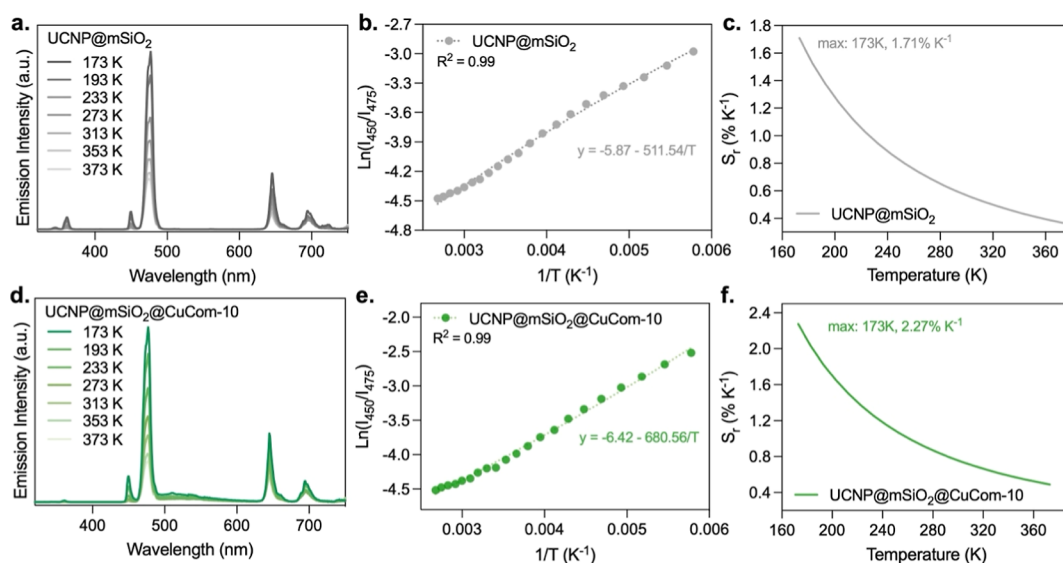 a.
UCNP@mSiO₂
173 K
193 K
233 K
273 K
313 K
353 K
373 K
Emission Intensity (a.u.)
400
500
600
700
Wavelength (nm)
b.
UCNP@mSiO₂
R² = 0.99
y = -5.87 - 511.54/T
Ln(I₄₅₀/I₄₇₅)
-2.7
-3.0
-3.3
-3.6
-3.9
-4.2
-4.5
-4.8
0.003
0.004
0.005
0.006
1/T (K⁻¹)
c.
max: 173K, 1.71% K⁻¹
Sᵣ (% K⁻¹)
1.8
1.6
1.4
1.2
1.0
0.8
0.6
0.4
UCNP@mSiO₂
160
200
240
280
320
360
Temperature (K)
d.
UCNP@mSiO₂@CuCom-10
173 K
193 K
233 K
273 K
313 K
353 K
373 K
Emission Intensity (a.u.)
400
500
600
700
Wavelength (nm)
e.
UCNP@mSiO₂@CuCom-10
R² = 0.99
y = -6.42 - 680.56/T
Ln(I₄₅₀/I₄₇₅)
-2.0
-2.5
-3.0
-3.5
-4.0
-4.5
0.003
0.004
0.005
0.006
1/T (K⁻¹)
f.
max: 173K, 2.27% K⁻¹
Sᵣ (% K⁻¹)
2.4
2.0
1.6
1.2
0.8
0.4
UCNP@mSiO₂@CuCom-10
160
200
240
280
320
360
Temperature (K)